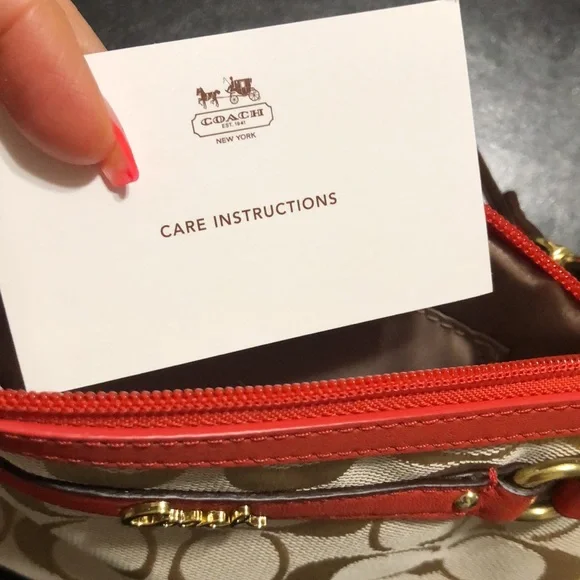 COACH
EST. 1941
NEW YORK
CARE INSTRUCTIONS
Coach